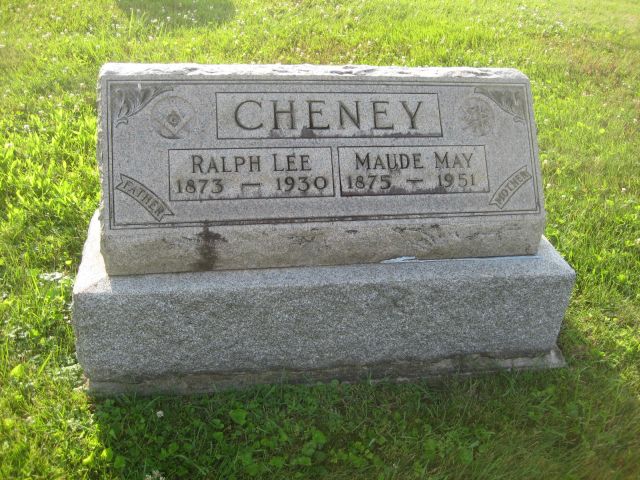 CHENEY
RALPH LEE
1873 — 1930
MAUDE MAY
1875 — 1951
FATHER
MOTHER